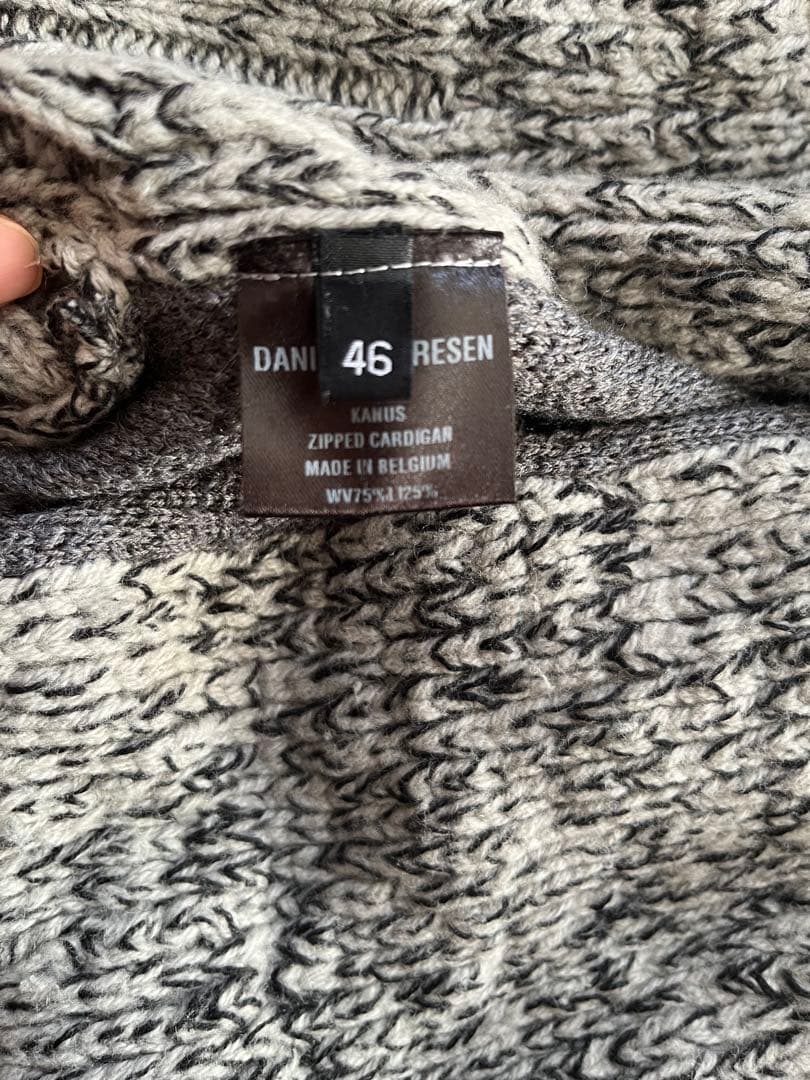 DANI 46 RESEN
KANUS
ZIPPED CARDIGAN
MADE IN BELGIUM
WV75%LI25%